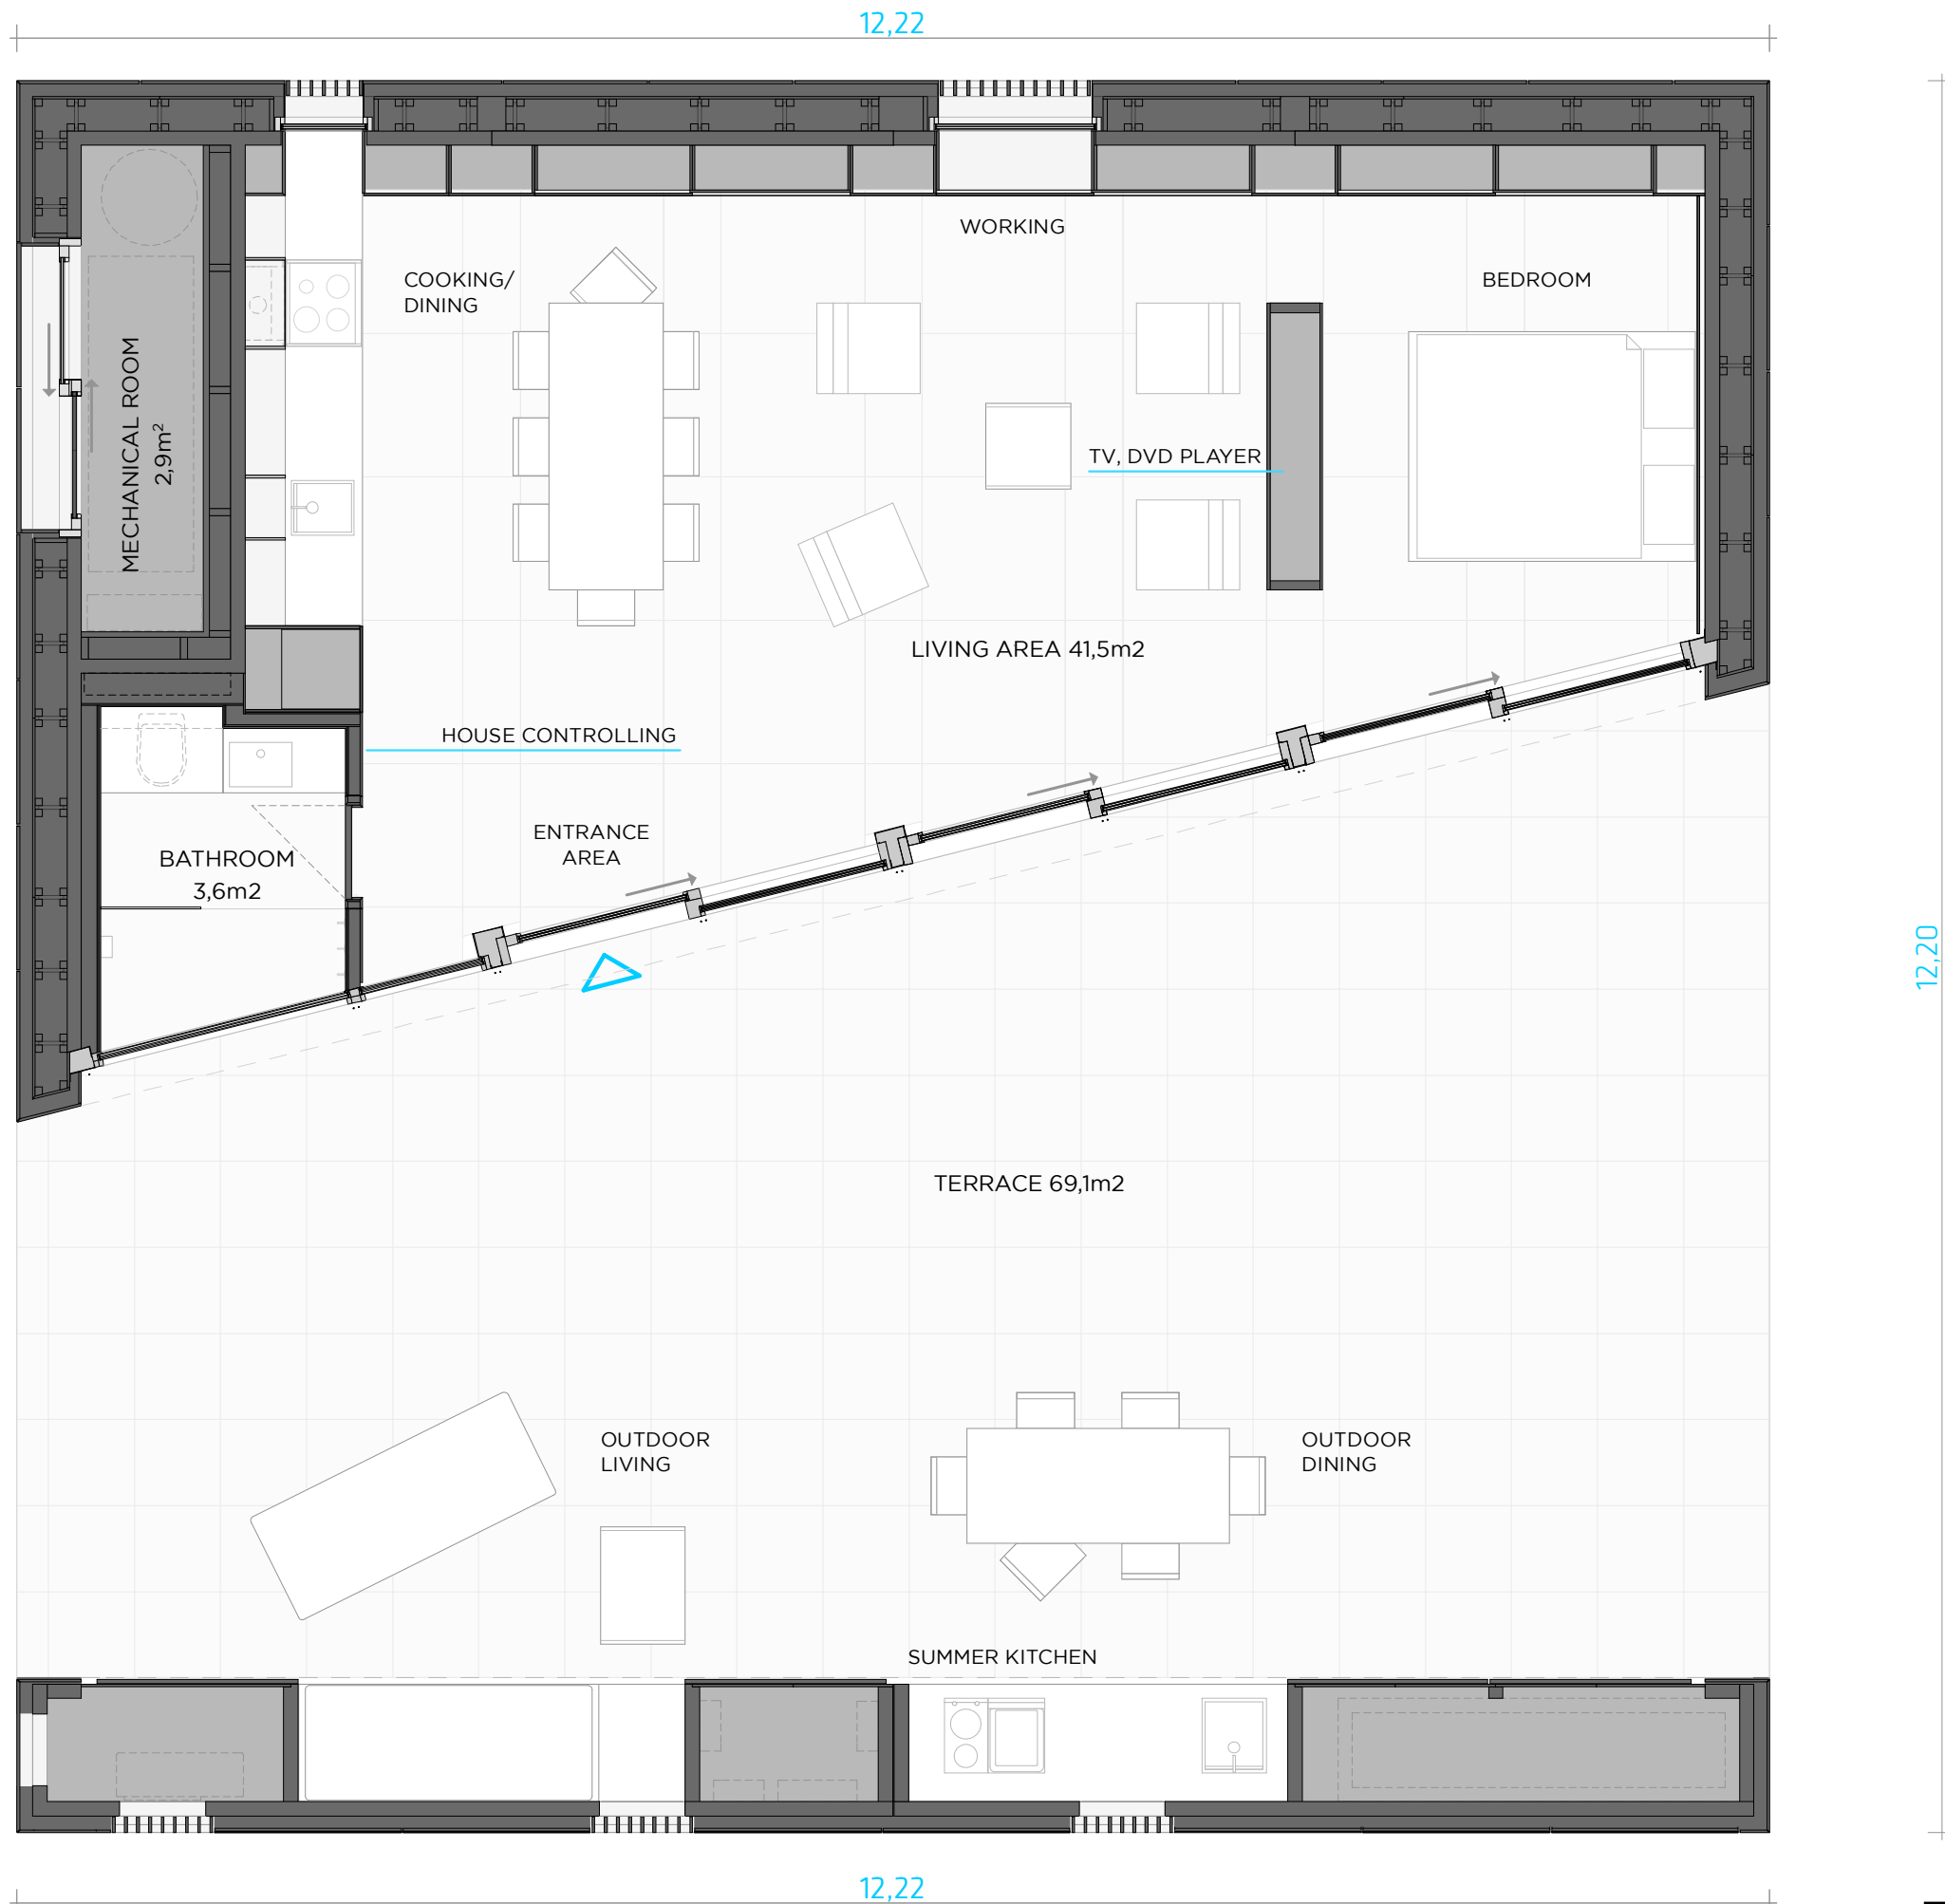 12,22
WORKING
COOKING/
DINING
BEDROOM
MECHANICAL ROOM
2,9m²
TV, DVD PLAYER
LIVING AREA 41,5m2
HOUSE CONTROLLING
ENTRANCE
AREA
BATHROOM
3,6m2
12,20
TERRACE 69,1m2
OUTDOOR
LIVING
OUTDOOR
DINING
SUMMER KITCHEN
12,22